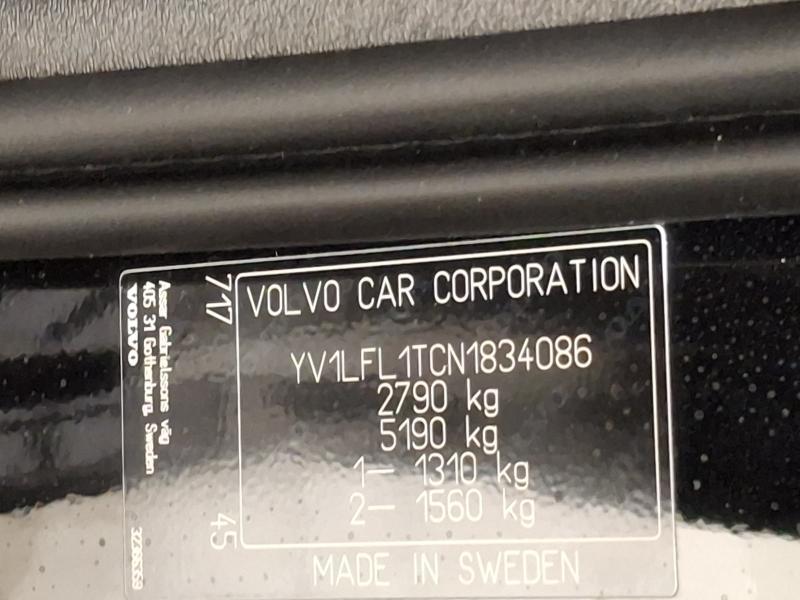 VOLVO CAR CORPORATION
YV1LFL1TCN1834086
2790 kg
5190 kg
1– 1310 kg
2– 1560 kg
MADE IN SWEDEN
717
45
VOLVO
405 31 Gothenburg, Sweden
Assar Gabrielssons väg